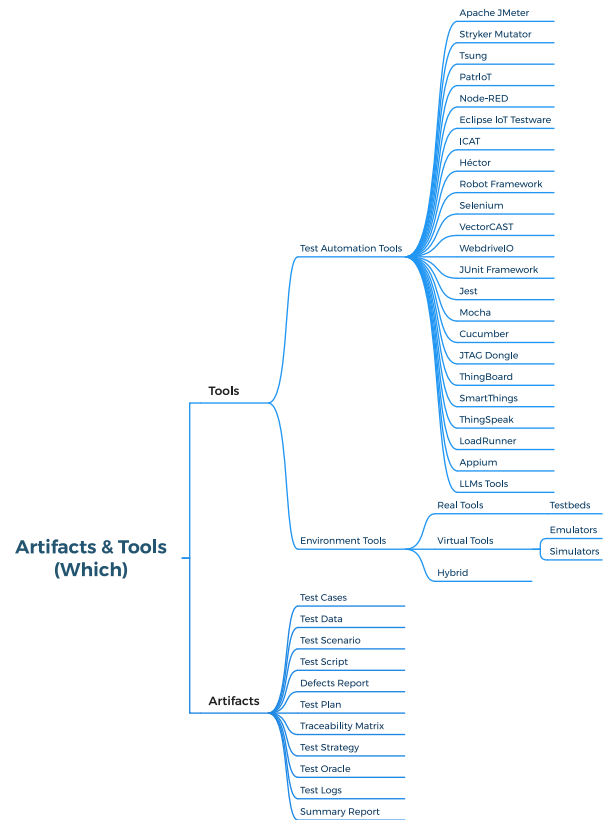 Apache JMeter
Stryker Mutator
Tsung
PatrIoT
Node-RED
Eclipse IoT Testware
ICAT
Héctor
Robot Framework
Selenium
VectorCAST
WebdriveIO
JUnit Framework
Jest
Mocha
Cucumber
JTAG Dongle
ThingBoard
SmartThings
ThingSpeak
LoadRunner
Appium
LLMs Tools
Test Automation Tools
Tools
Environment Tools
Real Tools
Testbeds
Virtual Tools
Emulators
Simulators
Hybrid
Artifacts & Tools
(Which)
Artifacts
Test Cases
Test Data
Test Scenario
Test Script
Defects Report
Test Plan
Traceability Matrix
Test Strategy
Test Oracle
Test Logs
Summary Report